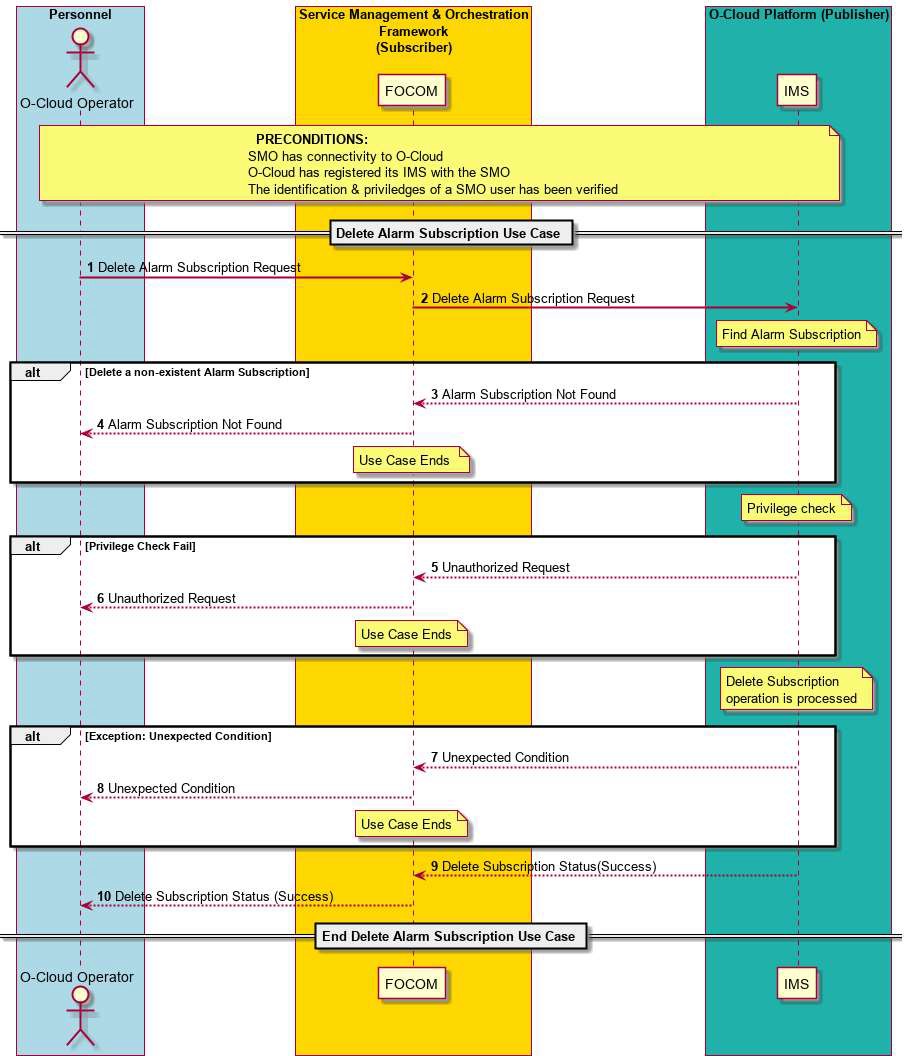 Personnel
Service Management & Orchestration
Framework
(Subscriber)
O-Cloud Platform (Publisher)
O-Cloud Operator
FOCOM
IMS
PRECONDITIONS:
SMO has connectivity to O-Cloud
O-Cloud has registered its IMS with the SMO
The identification & priviledges of a SMO user has been verified
Delete Alarm Subscription Use Case
1 Delete Alarm Subscription Request
2 Delete Alarm Subscription Request
Find Alarm Subscription
alt [Delete a non-existent Alarm Subscription]
3 Alarm Subscription Not Found
4 Alarm Subscription Not Found
Use Case Ends
Privilege check
alt [Privilege Check Fail]
5 Unauthorized Request
6 Unauthorized Request
Use Case Ends
Delete Subscription
operation is processed
alt [Exception: Unexpected Condition]
7 Unexpected Condition
8 Unexpected Condition
Use Case Ends
9 Delete Subscription Status(Success)
10 Delete Subscription Status (Success)
End Delete Alarm Subscription Use Case
O-Cloud Operator
FOCOM
IMS